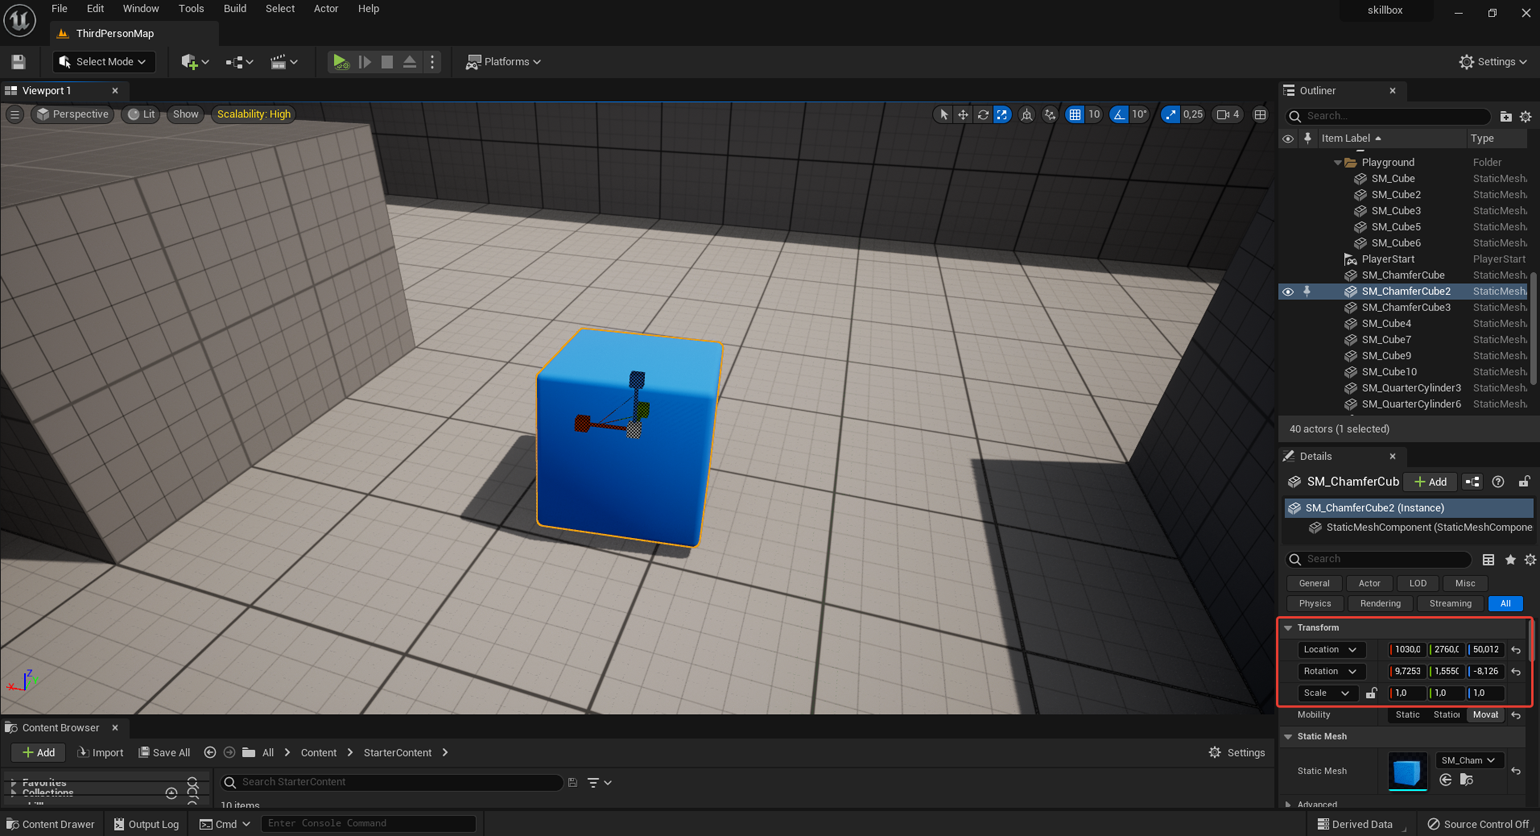 File Edit Window Tools Build Select Actor Help
skillbox
ThirdPersonMap
Select Mode
Platforms
Settings
Viewport 1
Perspective Lit Show Scalability: High
10 10° 0,25 4
Outliner
Search...
Item Label Type
Playground Folder
SM_Cube StaticMesh
SM_Cube2 StaticMesh
SM_Cube3 StaticMesh
SM_Cube5 StaticMesh
SM_Cube6 StaticMesh
PlayerStart PlayerStart
SM_ChamferCube StaticMesh
SM_ChamferCube2 StaticMesh
SM_ChamferCube3 StaticMesh
SM_Cube4 StaticMesh
SM_Cube7 StaticMesh
SM_Cube9 StaticMesh
SM_Cube10 StaticMesh
SM_QuarterCylinder3 StaticMesh
SM_QuarterCylinder6 StaticMesh
40 actors (1 selected)
Details
SM_ChamferCub Add
SM_ChamferCube2 (Instance)
StaticMeshComponent (StaticMeshCompone
Search
General Actor LOD Misc
Physics Rendering Streaming All
Transform
Location 1030,0 2760,0 50,012
Rotation 9,7253 1,5550 -8,126
Scale 1,0 1,0 1,0
Mobility Static Station Movat
Static Mesh
Static Mesh SM_Cham
Advanced
Z
X
Content Browser
Add Import Save All All Content StarterContent
Settings
Favorites
Collections
Search StarterContent
10 items
Content Drawer Output Log Cmd Enter Console Command
Derived Data Source Control Off